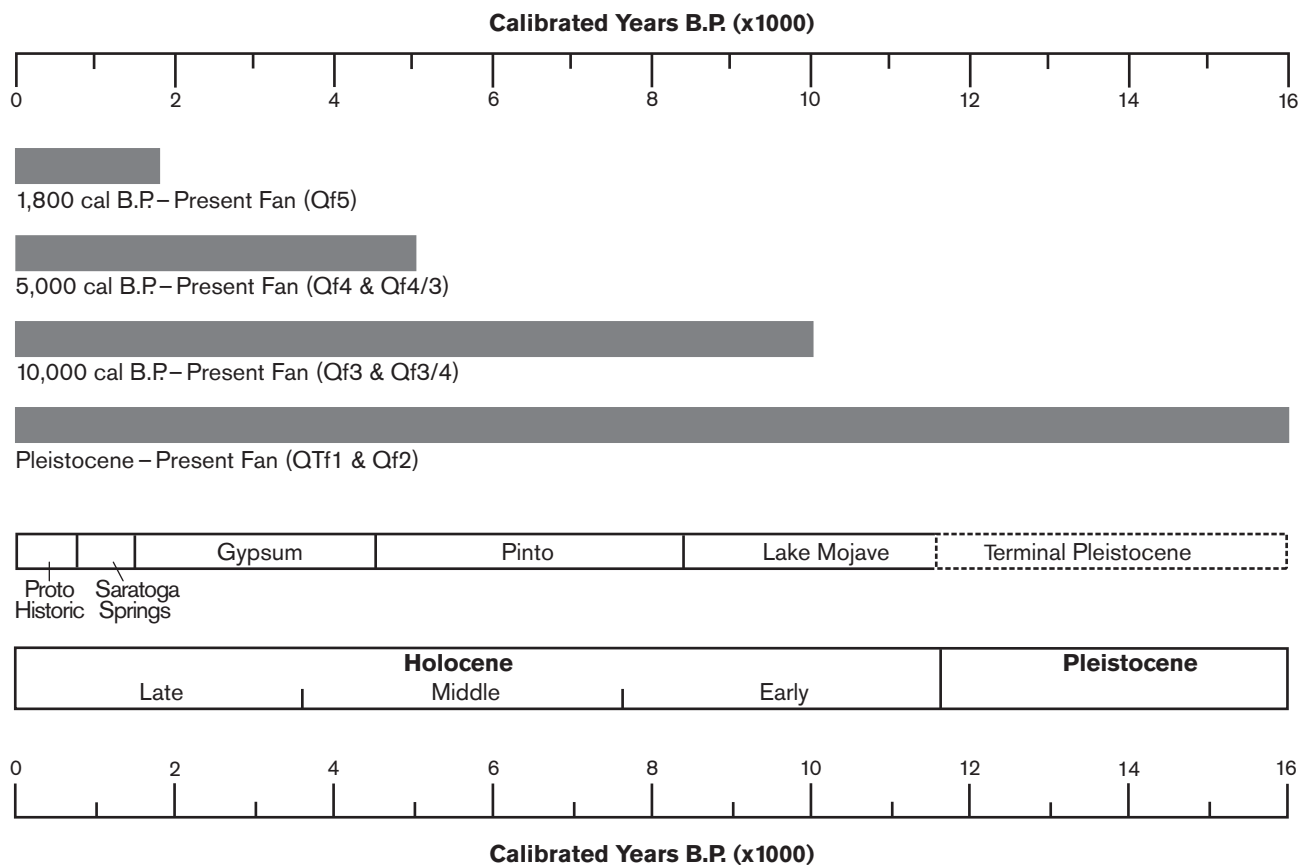 Calibrated Years B.P. (x1000)
0 2 4 6 8 10 12 14 16
1,800 cal B.P. – Present Fan (Qf5)
5,000 cal B.P. – Present Fan (Qf4 & Qf4/3)
10,000 cal B.P. – Present Fan (Qf3 & Qf3/4)
Pleistocene – Present Fan (QTf1 & Qf2)
Gypsum Pinto Lake Mojave Terminal Pleistocene
Proto Saratoga
Historic Springs
Holocene Pleistocene
Late Middle Early
0 2 4 6 8 10 12 14 16
Calibrated Years B.P. (x1000)